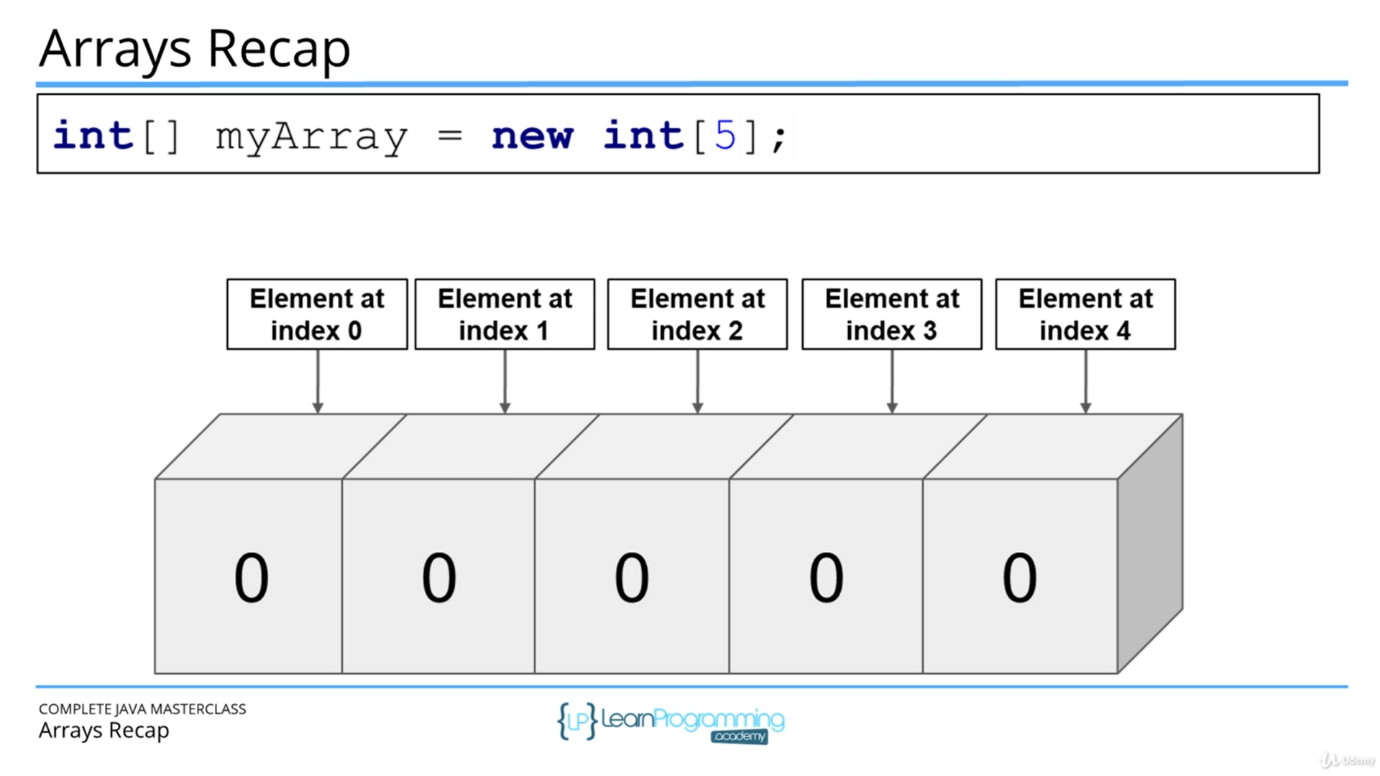 Arrays Recap
int[] myArray = new int[5];
Element at
index 0
Element at
index 1
Element at
index 2
Element at
index 3
Element at
index 4
0
0
0
0
0
COMPLETE JAVA MASTERCLASS
Arrays Recap
{LP} LearnProgramming
.academy
Udemy